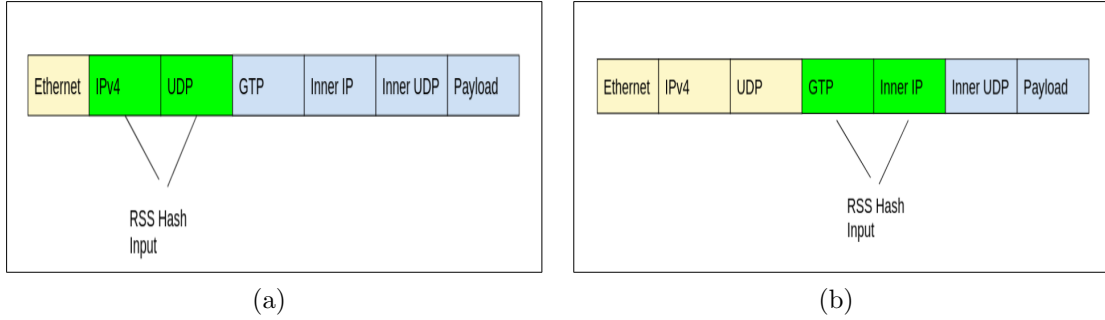 Ethernet IPv4 UDP GTP Inner IP Inner UDP Payload
RSS Hash
Input
(a)
Ethernet IPv4 UDP GTP Inner IP Inner UDP Payload
RSS Hash
Input
(b)